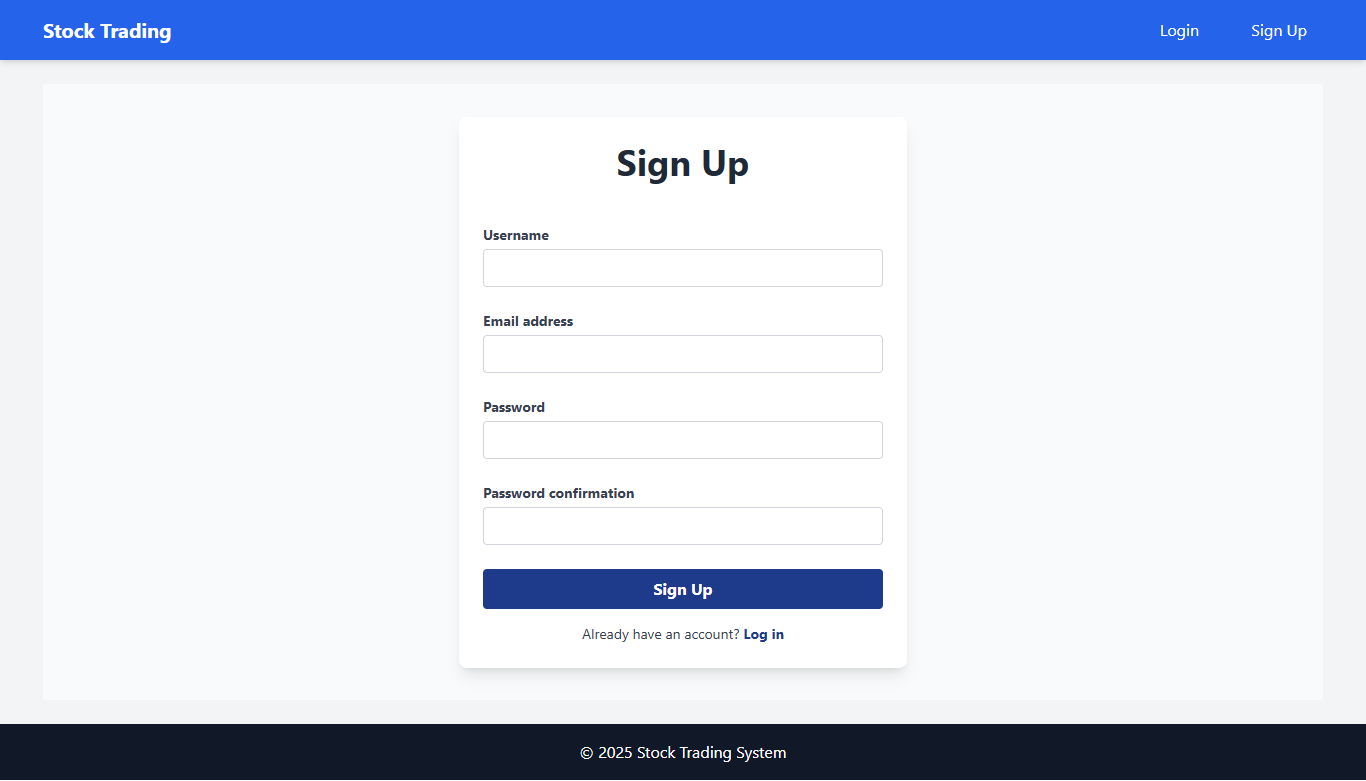 Stock Trading
Login
Sign Up
Sign Up
Username
Email address
Password
Password confirmation
Sign Up
Already have an account? Log in
© 2025 Stock Trading System